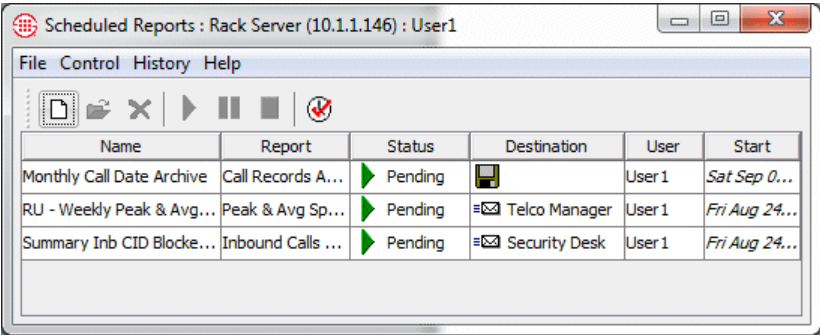 Scheduled Reports : Rack Server (10.1.1.146) : User1
File Control History Help
Name Report Status Destination User Start
Monthly Call Date Archive Call Records A... Pending User1 Sat Sep 0...
RU - Weekly Peak & Avg... Peak & Avg Sp... Pending Telco Manager User1 Fri Aug 24...
Summary Inb CID Blocke... Inbound Calls ... Pending Security Desk User1 Fri Aug 24...